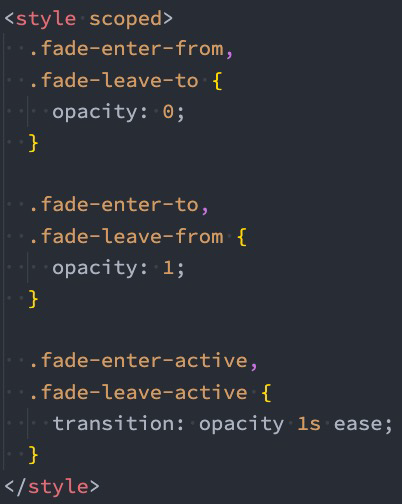 <style scoped>
  .fade-enter-from,
  .fade-leave-to {
    opacity: 0;
  }

  .fade-enter-to,
  .fade-leave-from {
    opacity: 1;
  }

  .fade-enter-active,
  .fade-leave-active {
    transition: opacity 1s ease;
  }
</style>